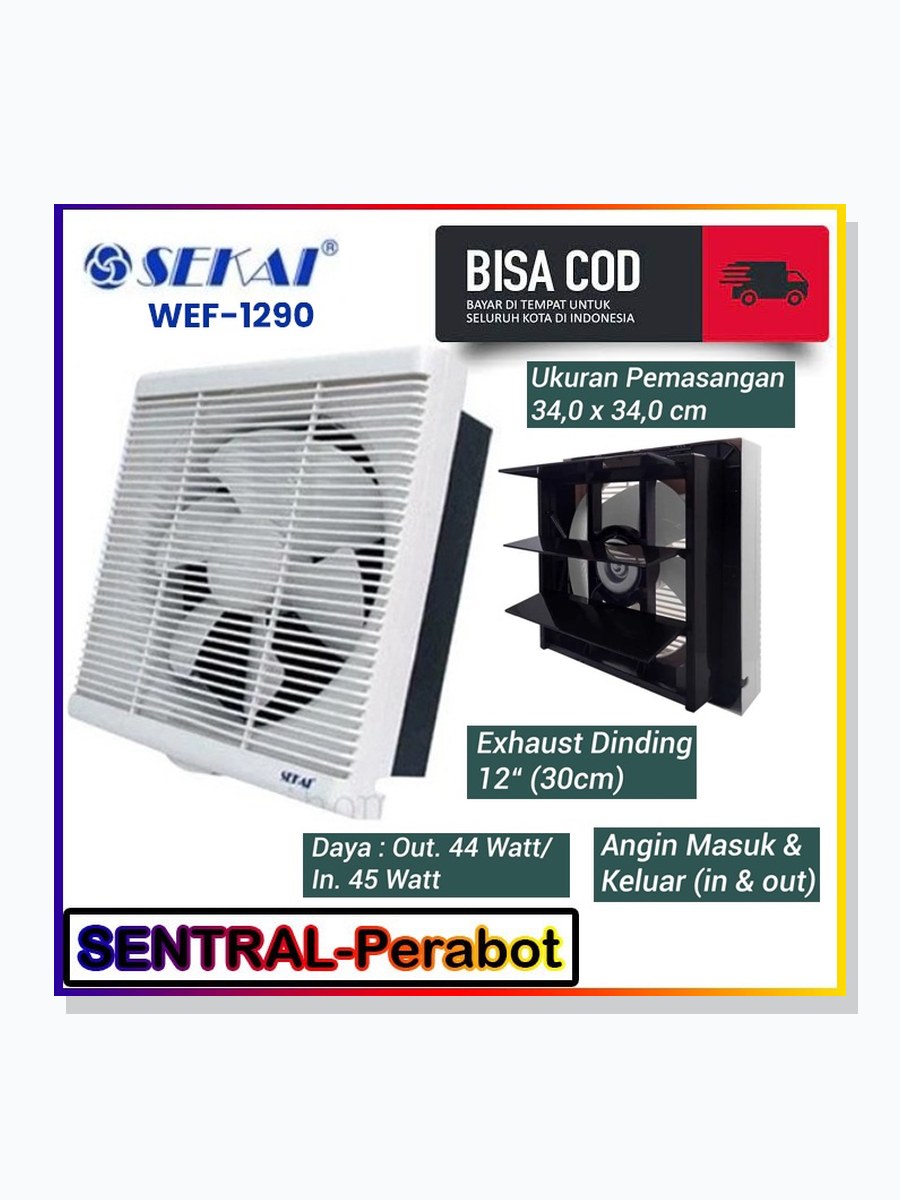 SEKAI®
WEF-1290
BISA COD
BAYAR DI TEMPAT UNTUK
SELURUH KOTA DI INDONESIA
Ukuran Pemasangan
34,0 x 34,0 cm
Exhaust Dinding
12“ (30cm)
SEKAI
Daya : Out. 44 Watt/
In. 45 Watt
Angin Masuk &
Keluar (in & out)
SENTRAL-Perabot